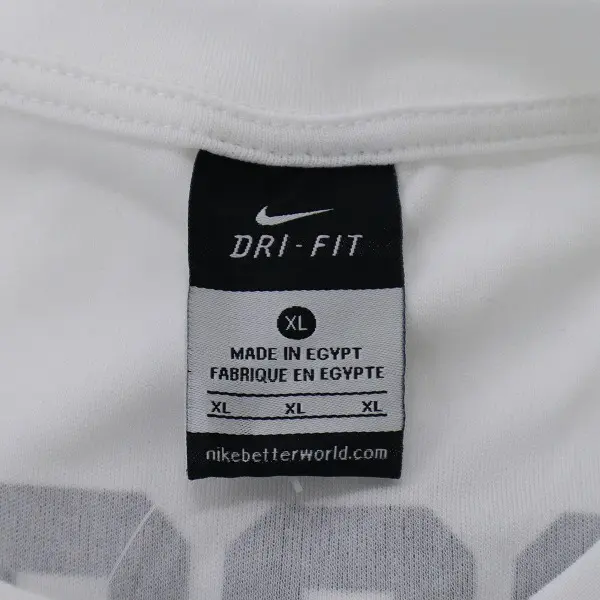 DRI-FIT
XL
MADE IN EGYPT
FABRIQUE EN EGYPTE
XL XL XL
nikebetterworld.com